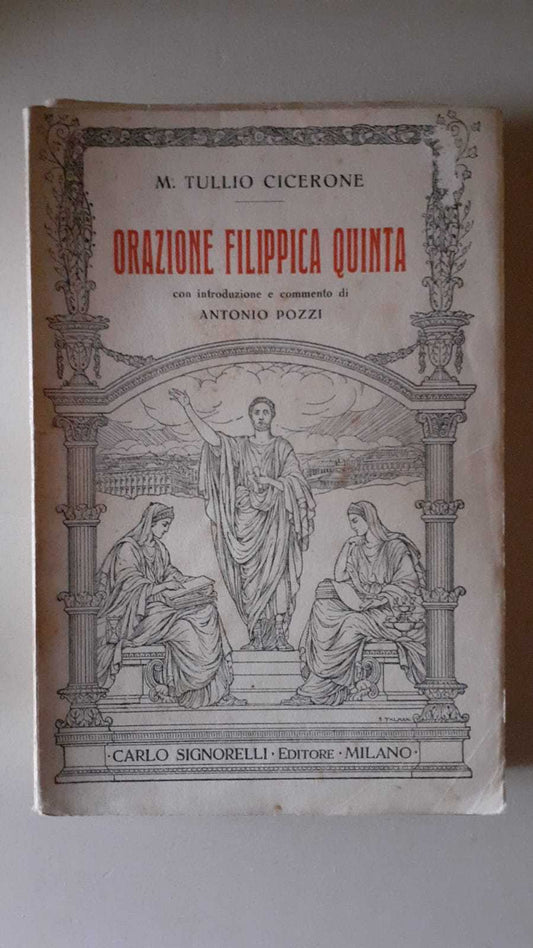 M. TULLIO CICERONE
ORAZIONE FILIPPICA QUINTA
con introduzione e commento di
ANTONIO POZZI
· CARLO SIGNORELLI · EDITORE · MILANO ·